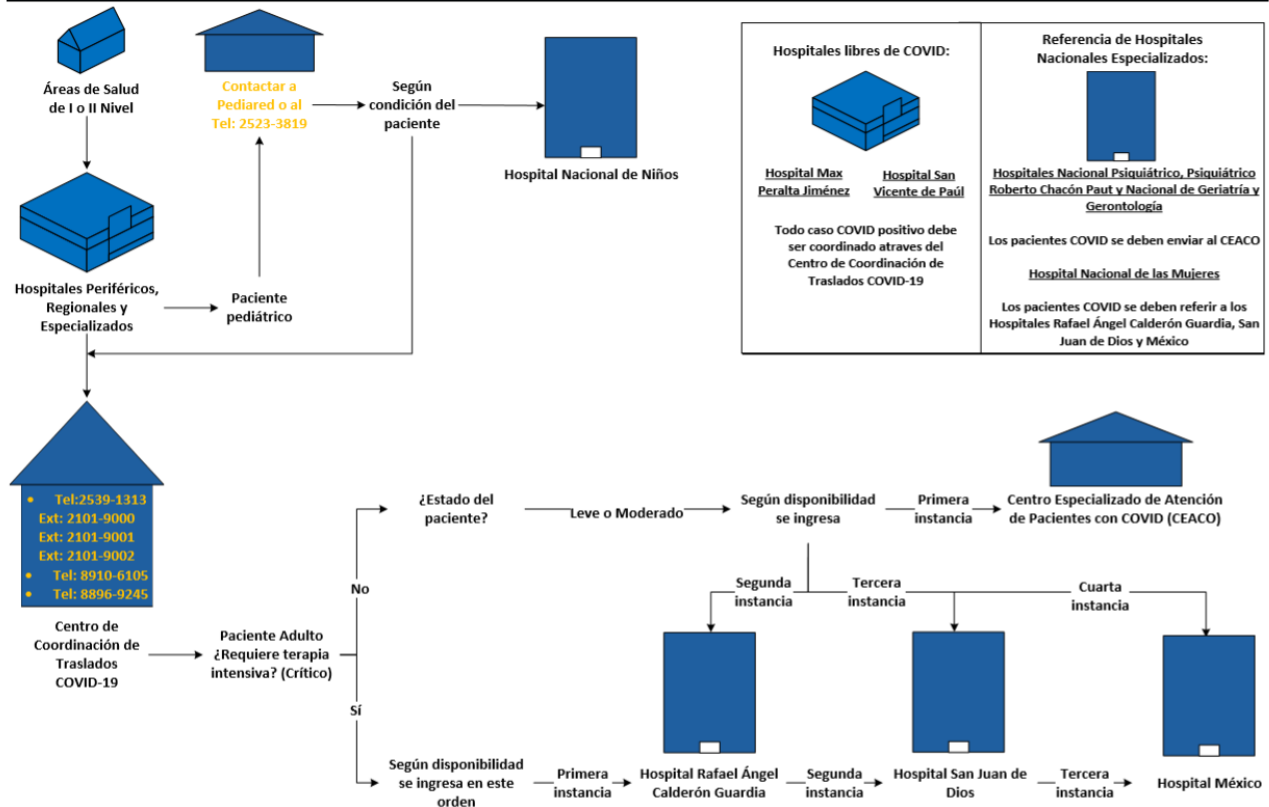 Áreas de Salud
de I o II Nivel
Contactar a
Pediared o al
Tel: 2523-3819
Según
condición del
paciente
Hospital Nacional de Niños
Hospitales Periféricos,
Regionales y
Especializados
Paciente
pediátrico
Hospitales libres de COVID:
Hospital Max
Peralta Jiménez
Hospital San
Vicente de Paúl
Todo caso COVID positivo debe
ser coordinado atraves del
Centro de Coordinación de
Traslados COVID-19
Referencia de Hospitales
Nacionales Especializados:
Hospitales Nacional Psiquiátrico, Psiquiátrico
Roberto Chacón Paut y Nacional de Geriatría y
Gerontología
Los pacientes COVID se deben enviar al CEACO
Hospital Nacional de las Mujeres
Los pacientes COVID se deben referir a los
Hospitales Rafael Ángel Calderón Guardia, San
Juan de Dios y México
• Tel:2539-1313
Ext: 2101-9000
Ext: 2101-9001
Ext: 2101-9002
• Tel: 8910-6105
• Tel: 8896-9245
Centro de
Coordinación de
Traslados
COVID-19
Paciente Adulto
¿Requiere terapia
intensiva? (Crítico)
No
¿Estado del
paciente?
Leve o Moderado
Según disponibilidad
se ingresa
Primera
instancia
Centro Especializado de Atención
de Pacientes con COVID (CEACO)
Segunda
instancia
Tercera
instancia
Cuarta
instancia
Sí
Según disponibilidad
se ingresa en este
orden
Primera
instancia
Hospital Rafael Ángel
Calderón Guardia
Segunda
instancia
Hospital San Juan de
Dios
Tercera
instancia
Hospital México